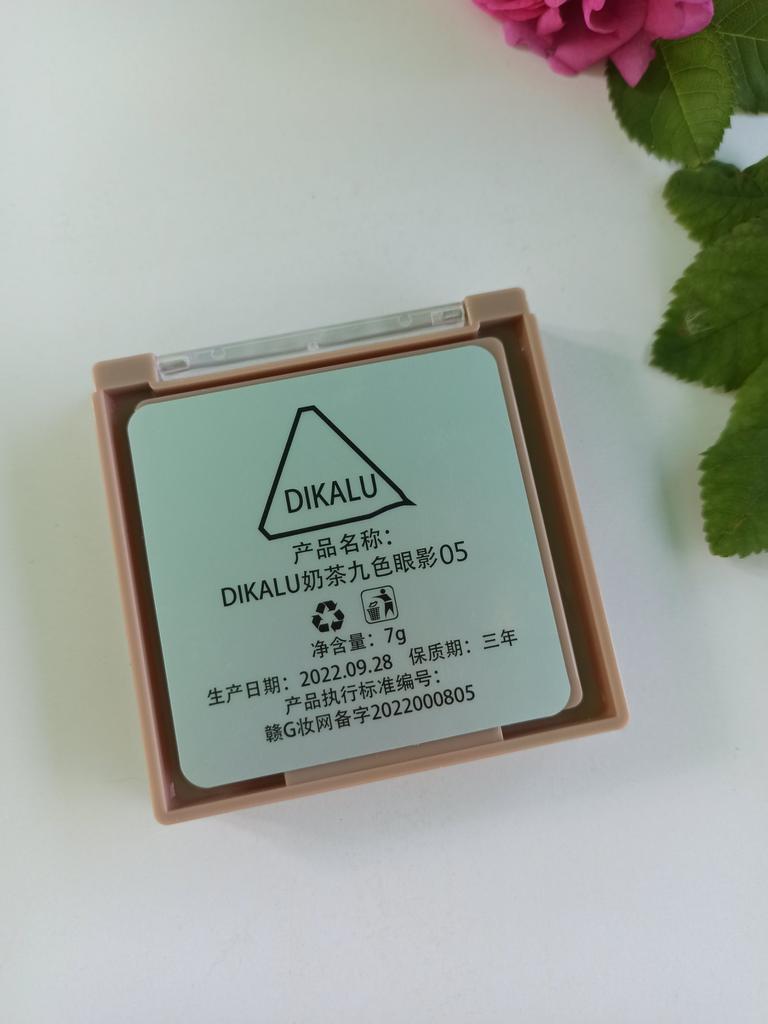 DIKALU
产品名称：
DIKALU奶茶九色眼影05
净含量：7g
生产日期：2022.09.28 保质期：三年
产品执行标准编号：
赣G妆网备字2022000805